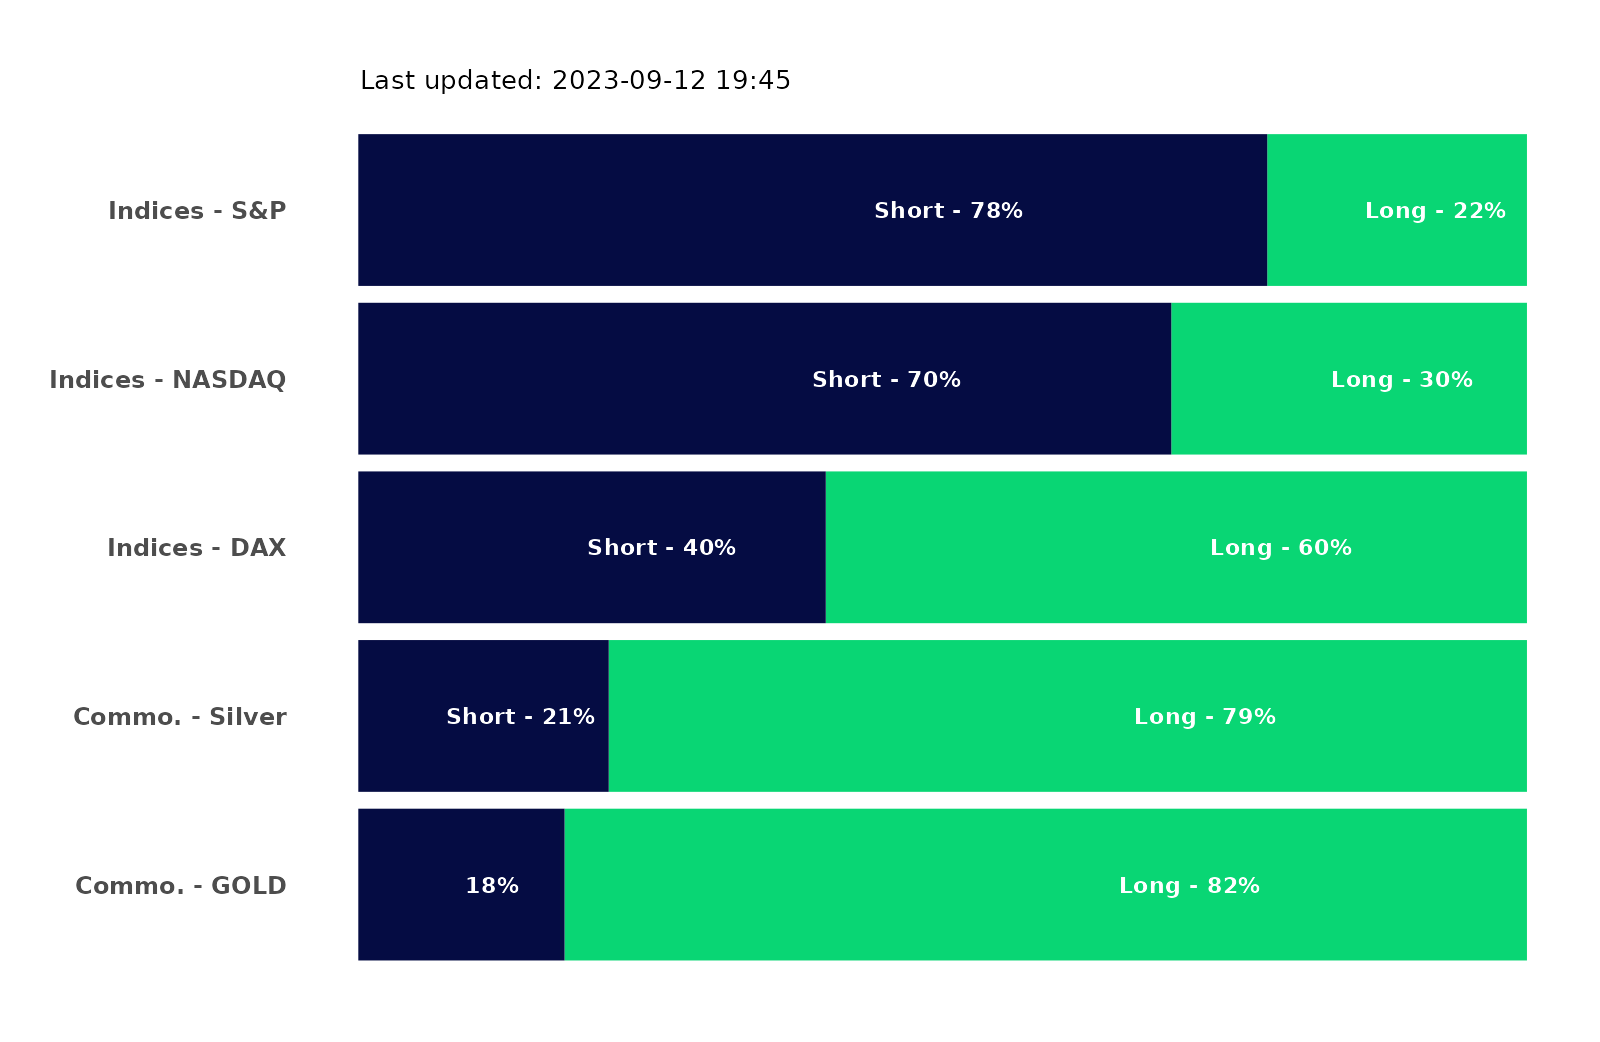 Last updated: 2023-09-12 19:45
Indices - S&P Short - 78% Long - 22%
Indices - NASDAQ Short - 70% Long - 30%
Indices - DAX Short - 40% Long - 60%
Commo. - Silver Short - 21% Long - 79%
Commo. - GOLD 18% Long - 82%